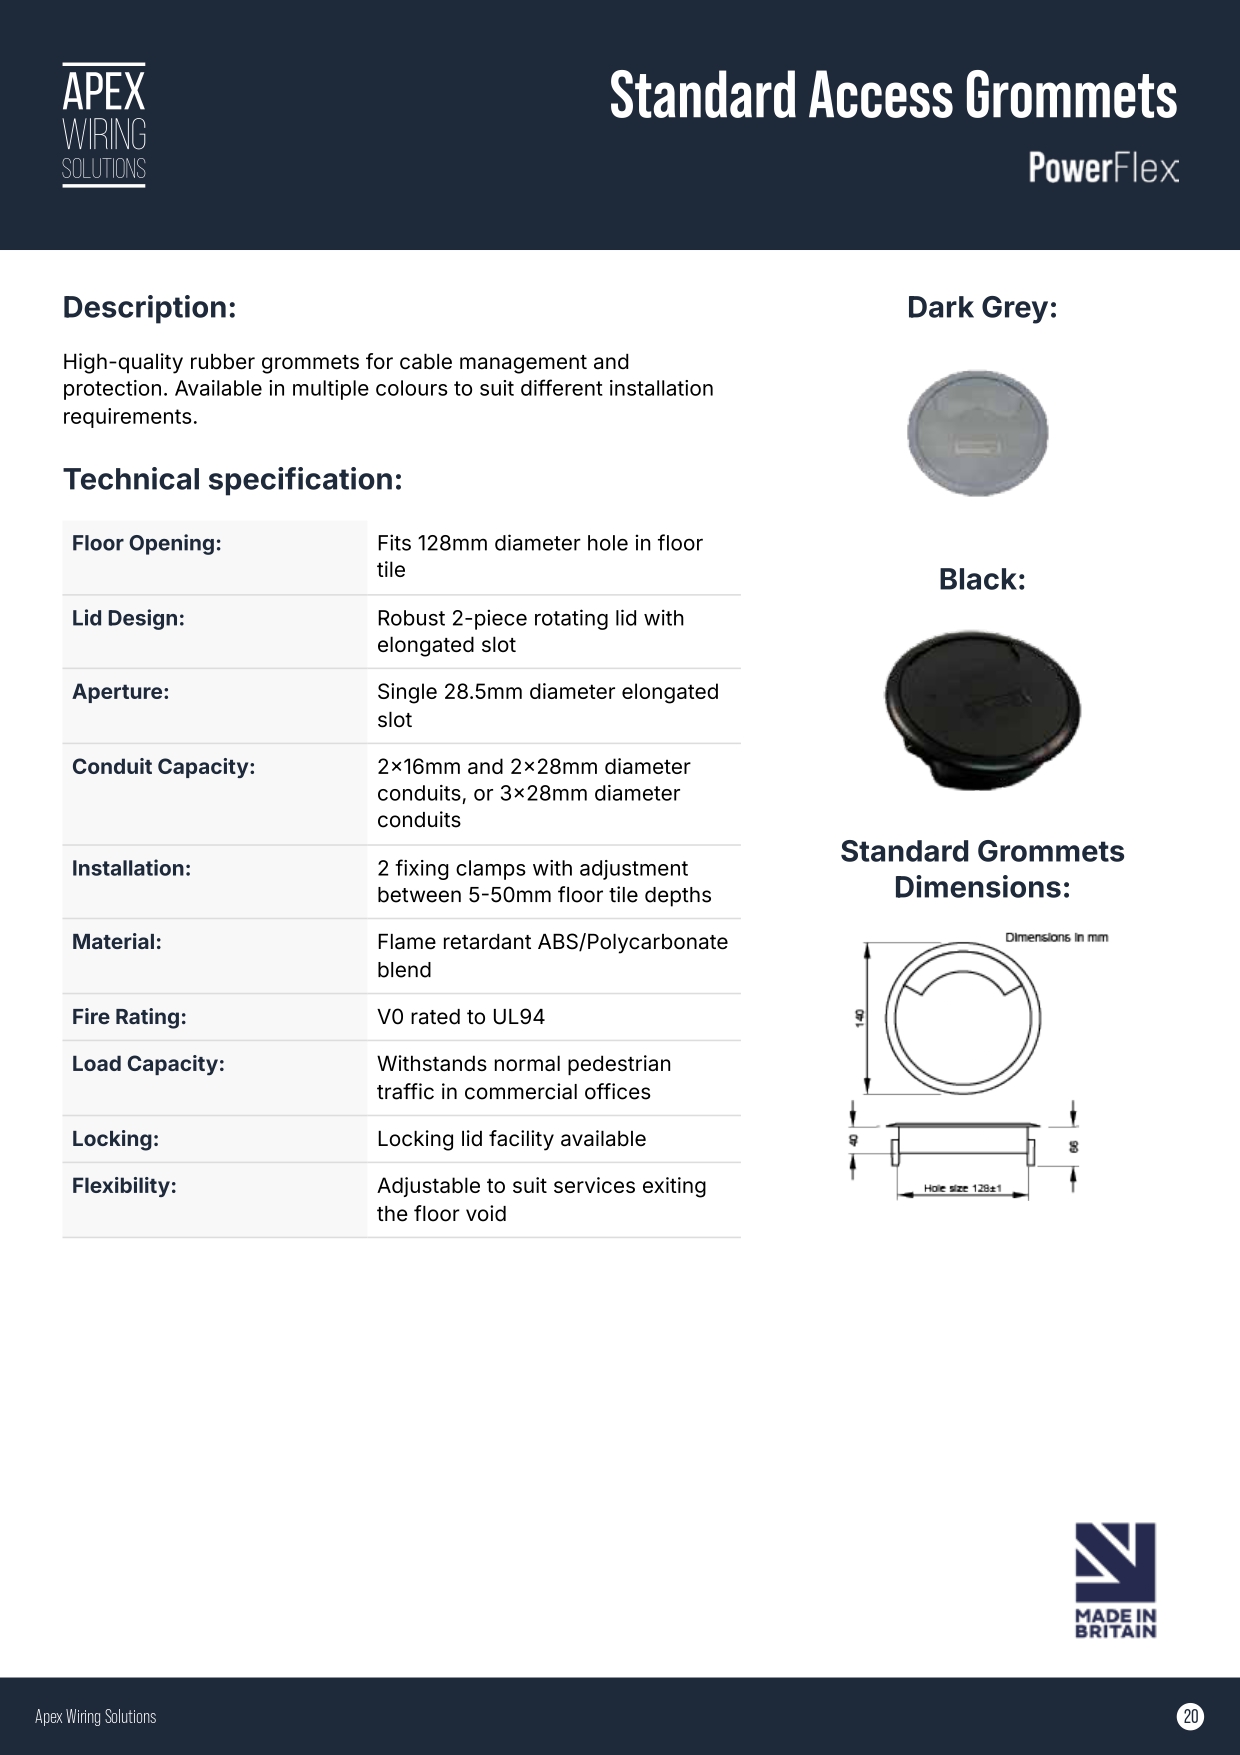 APEX
WIRING
SOLUTIONS
Standard Access Grommets
PowerFlex
Description:
High-quality rubber grommets for cable management and
protection. Available in multiple colours to suit different installation
requirements.
Technical specification:
Floor Opening: Fits 128mm diameter hole in floor
tile
Lid Design: Robust 2-piece rotating lid with
elongated slot
Aperture: Single 28.5mm diameter elongated
slot
Conduit Capacity: 2×16mm and 2×28mm diameter
conduits, or 3×28mm diameter
conduits
Installation: 2 fixing clamps with adjustment
between 5-50mm floor tile depths
Material: Flame retardant ABS/Polycarbonate
blend
Fire Rating: V0 rated to UL94
Load Capacity: Withstands normal pedestrian
traffic in commercial offices
Locking: Locking lid facility available
Flexibility: Adjustable to suit services exiting
the floor void
Dark Grey:
Black:
Standard Grommets
Dimensions:
Dimensions in mm
140
40
66
Hole size 128±1
MADE IN
BRITAIN
Apex Wiring Solutions
20